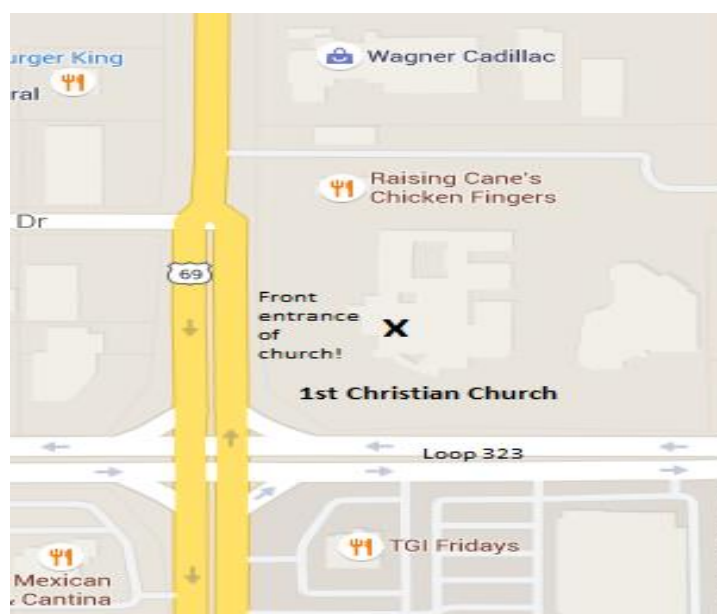 urger King
ral
Wagner Cadillac
Raising Cane's
Chicken Fingers
Dr
69
Front
entrance
of
church!
X
1st Christian Church
Loop 323
TGI Fridays
Mexican
Cantina